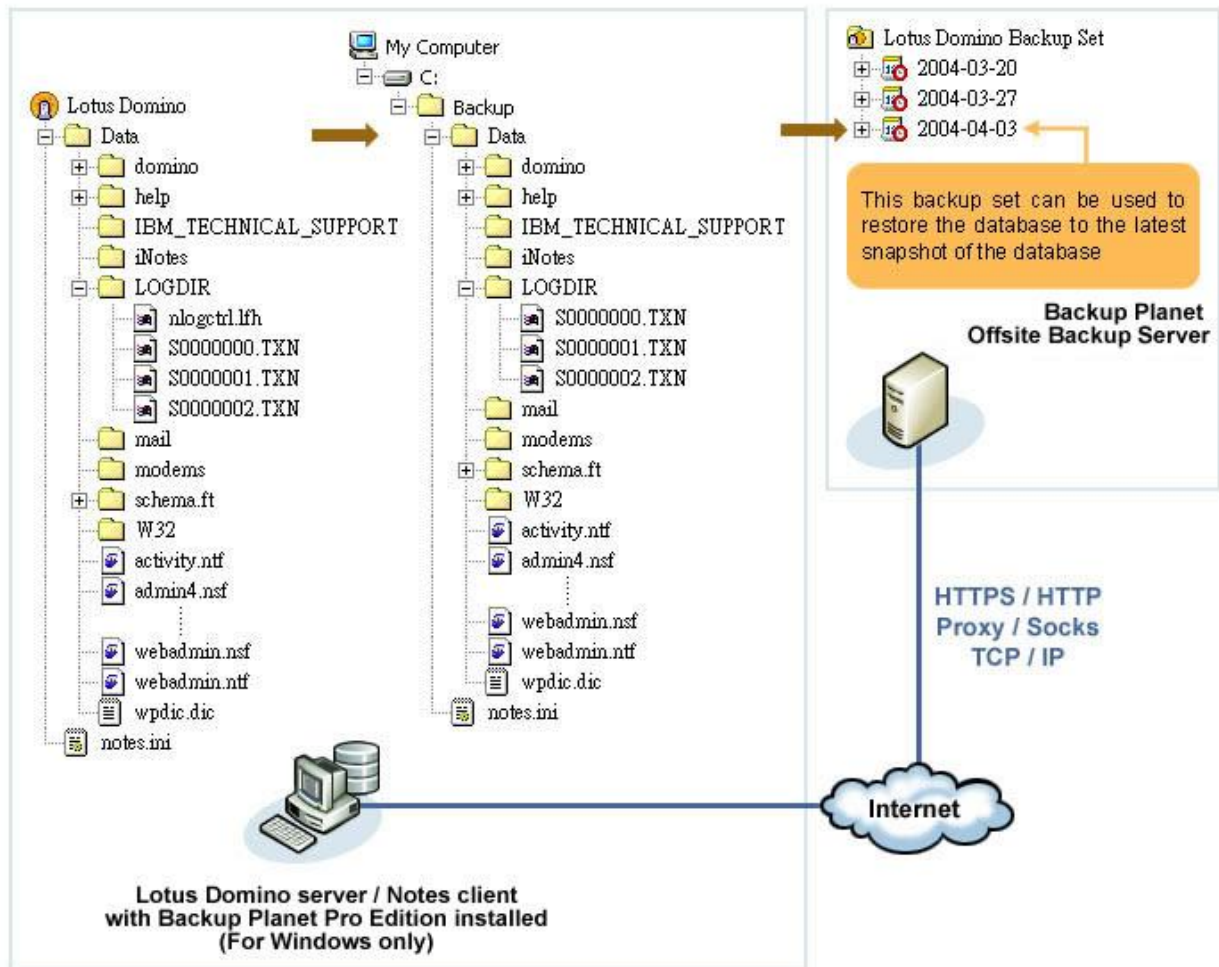 Lotus Domino
Data
domino
help
IBM_TECHNICAL_SUPPORT
iNotes
LOGDIR
nlogctrl.lfh
S0000000.TXN
S0000001.TXN
S0000002.TXN
mail
modems
schema.ft
W32
activity.ntf
admin4.nsf
webadmin.nsf
webadmin.ntf
wpdic.dic
notes.ini
My Computer
C:
Backup
Data
domino
help
IBM_TECHNICAL_SUPPORT
iNotes
LOGDIR
S0000000.TXN
S0000001.TXN
S0000002.TXN
mail
modems
schema.ft
W32
activity.ntf
admin4.nsf
webadmin.nsf
webadmin.ntf
wpdic.dic
notes.ini
Lotus Domino Backup Set
2004-03-20
2004-03-27
2004-04-03
This backup set can be used to
restore the database to the latest
snapshot of the database
Backup Planet
Offsite Backup Server
HTTPS / HTTP
Proxy / Socks
TCP / IP
Internet
Lotus Domino server / Notes client
with Backup Planet Pro Edition installed
(For Windows only)